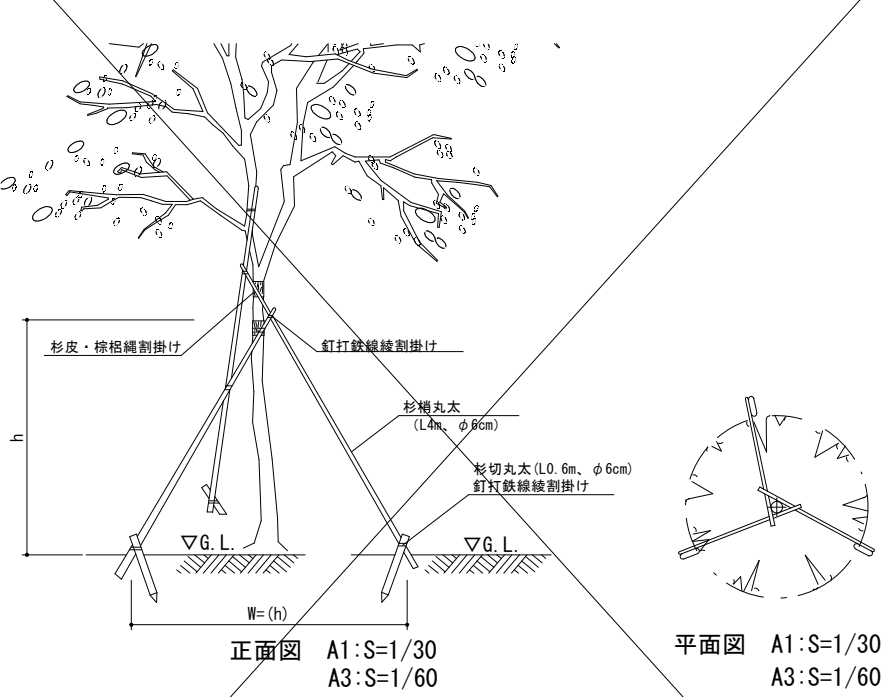 杉皮・棕梠縄割掛け
釘打鉄線綾割掛け
杉梢丸太
(L4m、φ6cm)
h
杉切丸太(L0.6m、φ6cm)
釘打鉄線綾割掛け
▽G.L.
▽G.L.
W=(h)
正面図 A1:S=1/30
A3:S=1/60
平面図 A1:S=1/30
A3:S=1/60